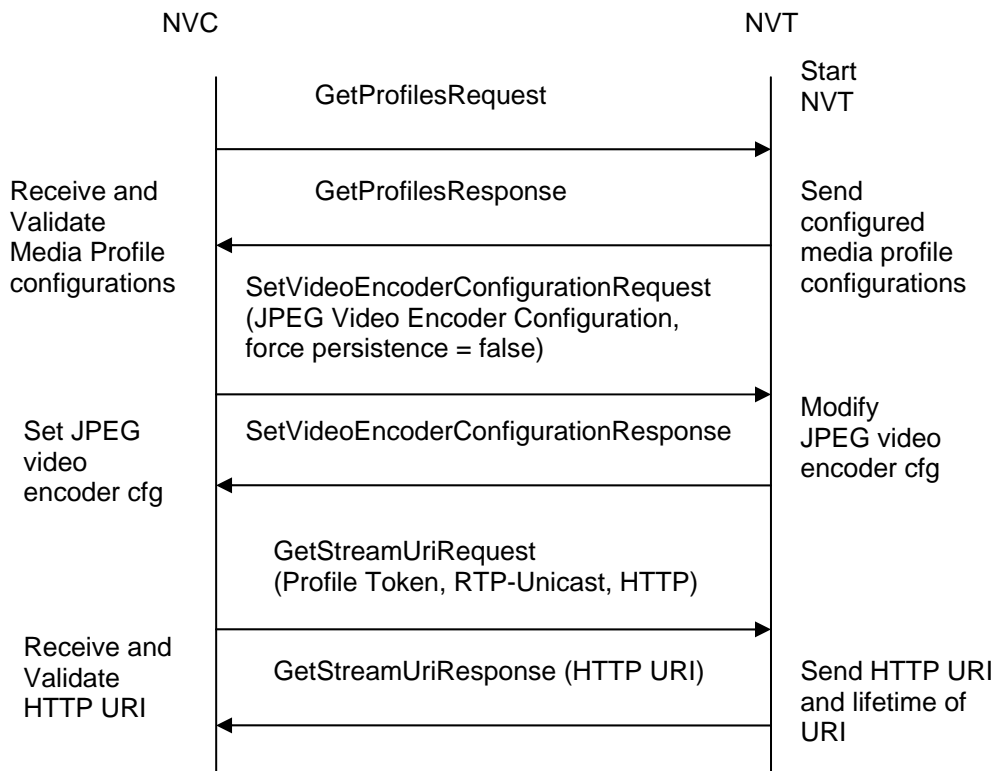 NVC
NVT
Start
NVT
GetProfilesRequest
GetProfilesResponse
Receive and
Validate
Media Profile
configurations
Send
configured
media profile
configurations
SetVideoEncoderConfigurationRequest
(JPEG Video Encoder Configuration,
force persistence = false)
Modify
JPEG video
encoder cfg
SetVideoEncoderConfigurationResponse
Set JPEG
video
encoder cfg
GetStreamUriRequest
(Profile Token, RTP-Unicast, HTTP)
Receive and
Validate
HTTP URI
GetStreamUriResponse (HTTP URI)
Send HTTP URI
and lifetime of
URI